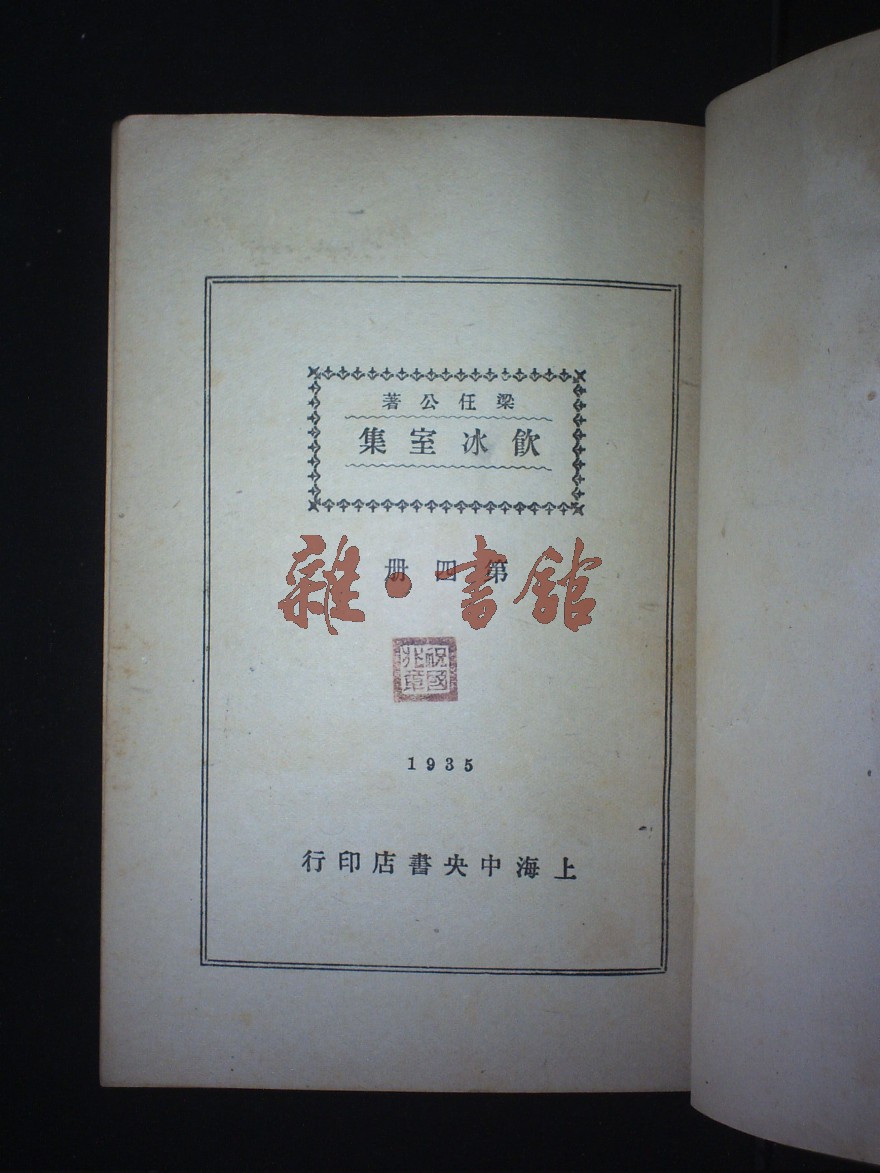 梁任公著
飲冰室集
第四册
雜·書館
祝國兆章
1935
上海中央書店印行